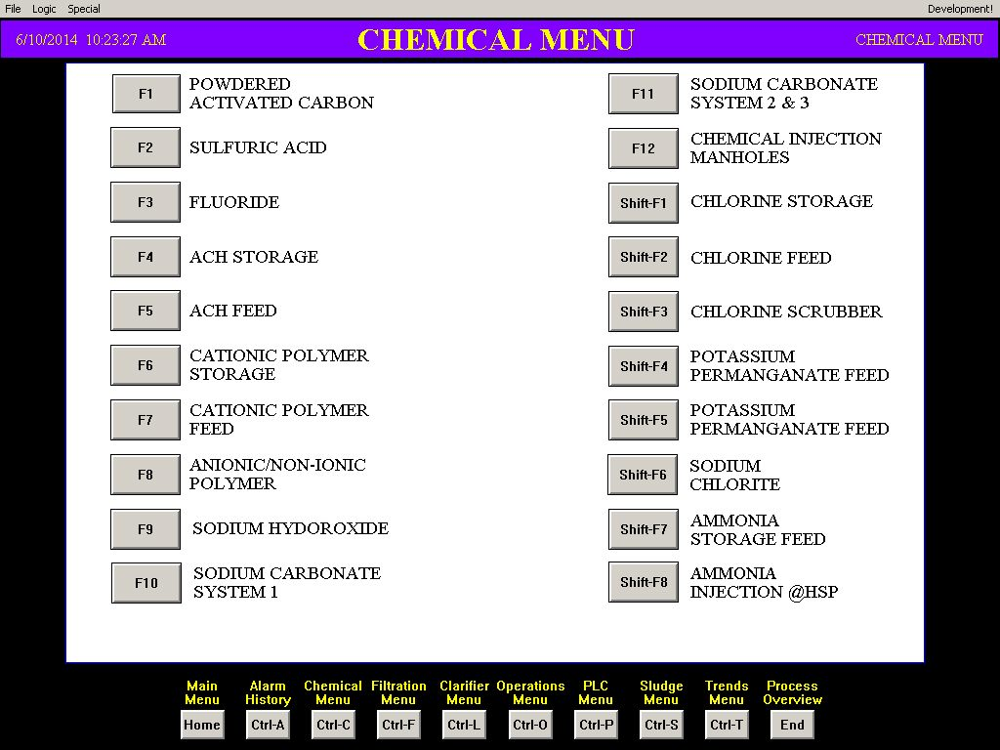 File Logic Special Development!
6/10/2014 10:23:27 AM CHEMICAL MENU CHEMICAL MENU
F1 POWDERED
ACTIVATED CARBON
F2 SULFURIC ACID
F3 FLUORIDE
F4 ACH STORAGE
F5 ACH FEED
F6 CATIONIC POLYMER
STORAGE
F7 CATIONIC POLYMER
FEED
F8 ANIONIC/NON-IONIC
POLYMER
F9 SODIUM HYDOROXIDE
F10 SODIUM CARBONATE
SYSTEM 1
F11 SODIUM CARBONATE
SYSTEM 2 & 3
F12 CHEMICAL INJECTION
MANHOLES
Shift-F1 CHLORINE STORAGE
Shift-F2 CHLORINE FEED
Shift-F3 CHLORINE SCRUBBER
Shift-F4 POTASSIUM
PERMANGANATE FEED
Shift-F5 POTASSIUM
PERMANGANATE FEED
Shift-F6 SODIUM
CHLORITE
Shift-F7 AMMONIA
STORAGE FEED
Shift-F8 AMMONIA
INJECTION @HSP
Main Alarm Chemical Filtration Clarifier Operations PLC Sludge Trends Process
Menu History Menu Menu Menu Menu Menu Menu Menu Overview
Home Ctrl-A Ctrl-C Ctrl-F Ctrl-L Ctrl-O Ctrl-P Ctrl-S Ctrl-T End